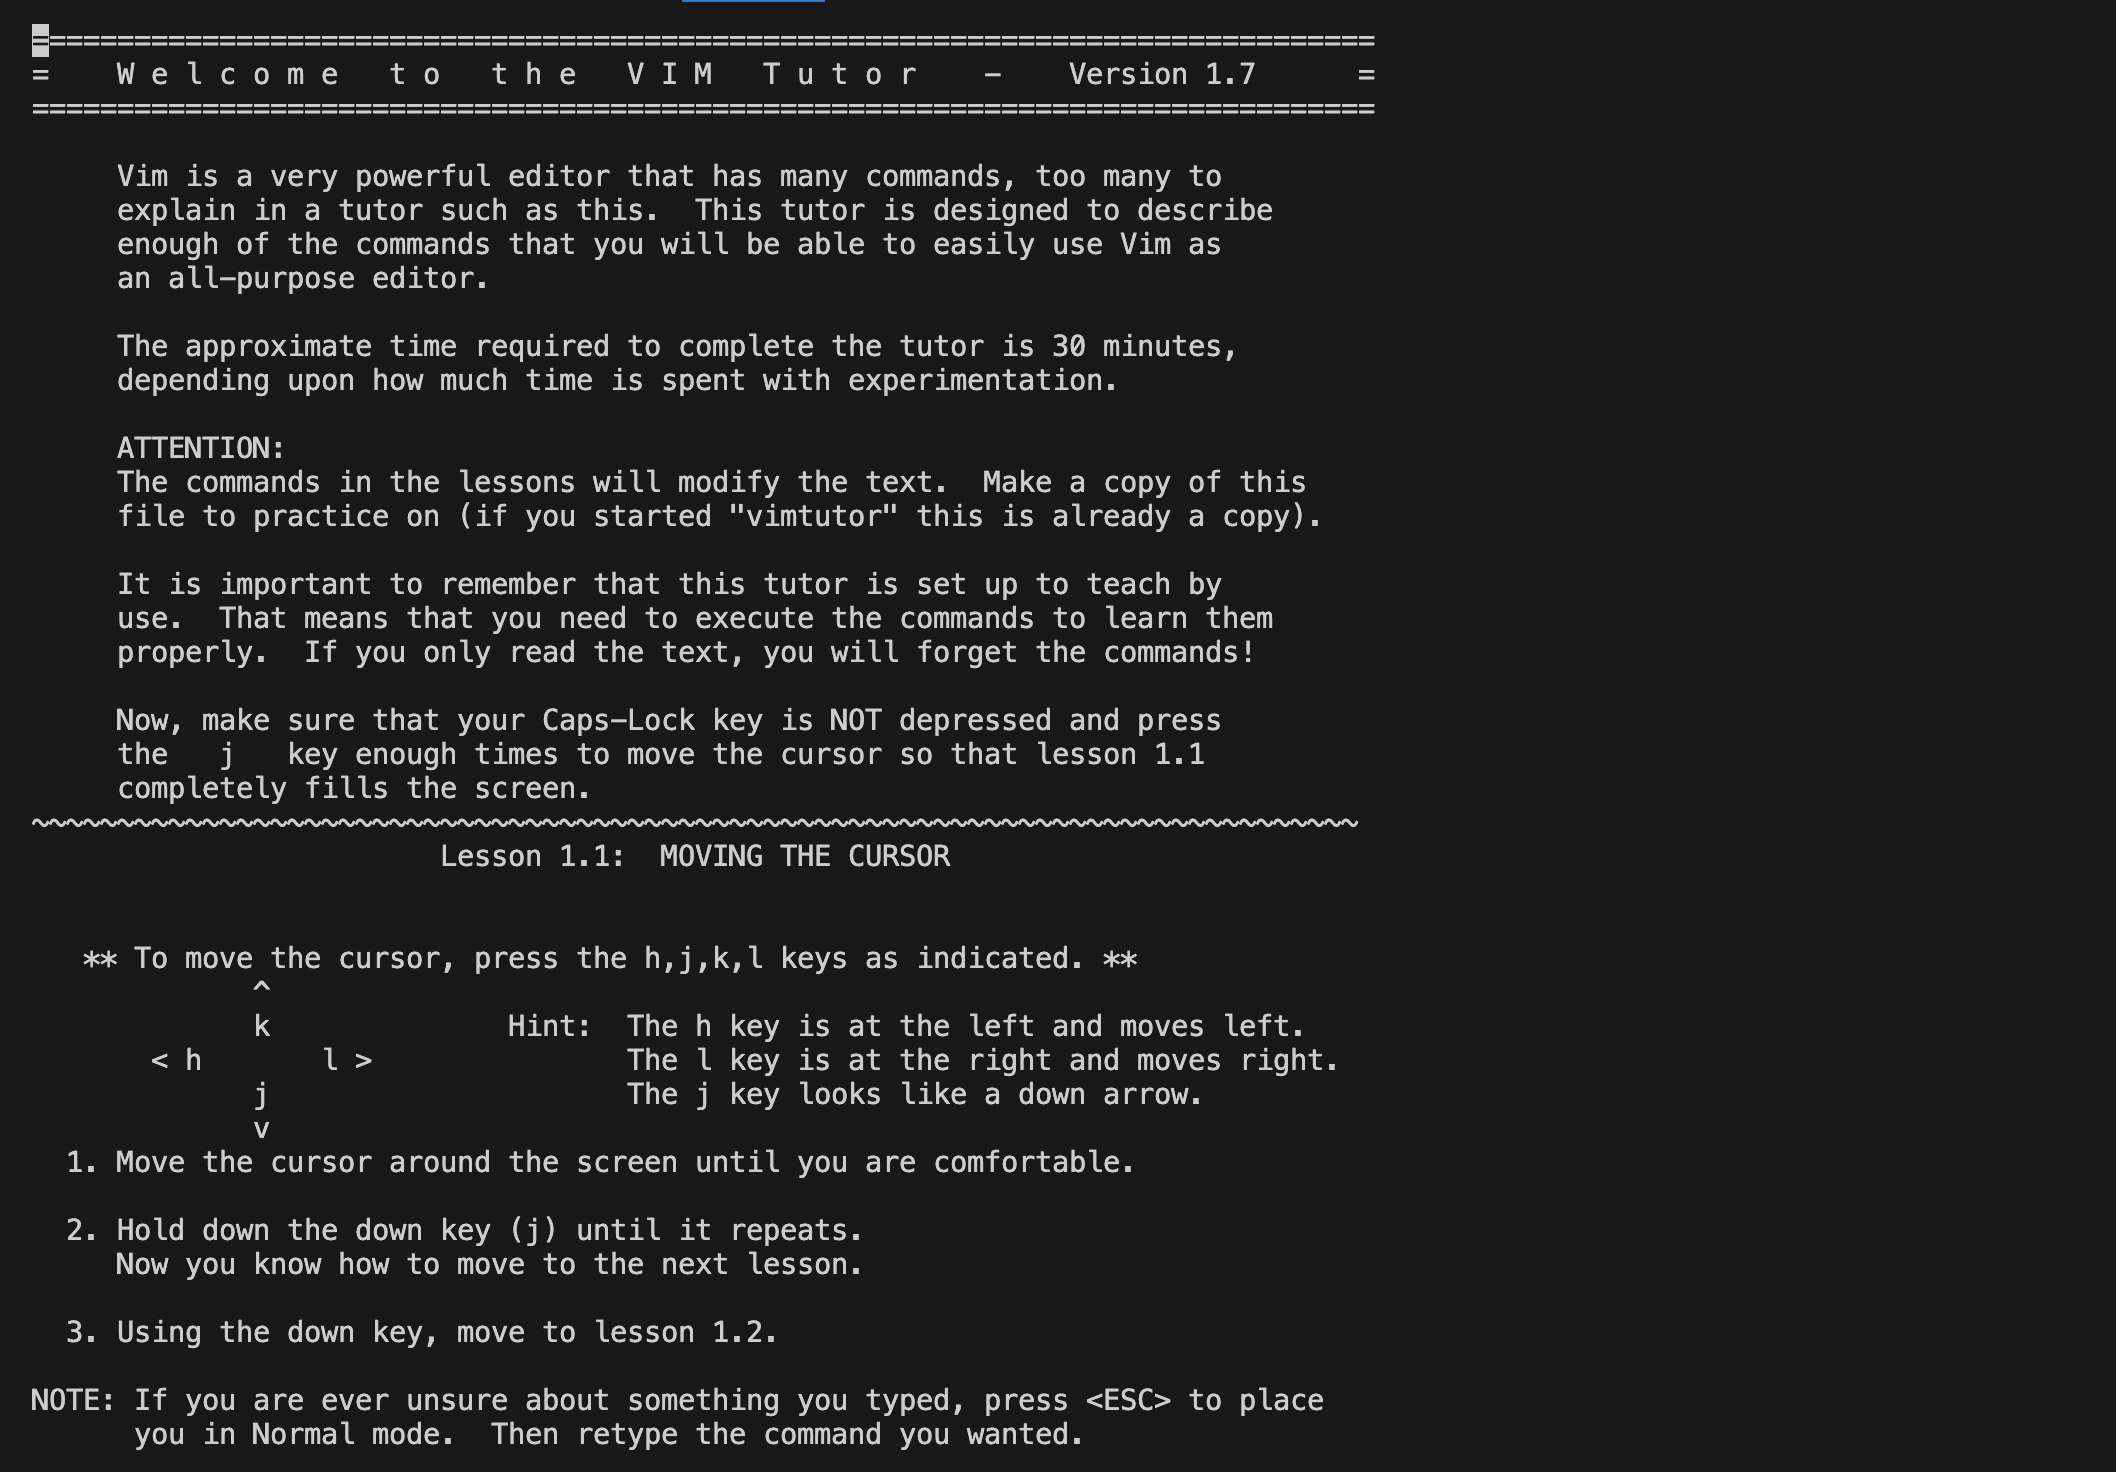 ===============================================================================
=    W e l c o m e   t o   t h e   V I M   T u t o r    -    Version 1.7      =
===============================================================================

     Vim is a very powerful editor that has many commands, too many to
     explain in a tutor such as this.  This tutor is designed to describe
     enough of the commands that you will be able to easily use Vim as
     an all-purpose editor.

     The approximate time required to complete the tutor is 30 minutes,
     depending upon how much time is spent with experimentation.

     ATTENTION:
     The commands in the lessons will modify the text.  Make a copy of this
     file to practice on (if you started "vimtutor" this is already a copy).

     It is important to remember that this tutor is set up to teach by
     use.  That means that you need to execute the commands to learn them
     properly.  If you only read the text, you will forget the commands!

     Now, make sure that your Caps-Lock key is NOT depressed and press
     the   j   key enough times to move the cursor so that lesson 1.1
     completely fills the screen.
~~~~~~~~~~~~~~~~~~~~~~~~~~~~~~~~~~~~~~~~~~~~~~~~~~~~~~~~~~~~~~~~~~~~~~~~~~~~~~
                        Lesson 1.1:  MOVING THE CURSOR


   ** To move the cursor, press the h,j,k,l keys as indicated. **
             ^
             k              Hint:  The h key is at the left and moves left.
       < h       l >               The l key is at the right and moves right.
             j                     The j key looks like a down arrow.
             v
  1. Move the cursor around the screen until you are comfortable.

  2. Hold down the down key (j) until it repeats.
     Now you know how to move to the next lesson.

  3. Using the down key, move to lesson 1.2.

NOTE: If you are ever unsure about something you typed, press <ESC> to place
      you in Normal mode.  Then retype the command you wanted.